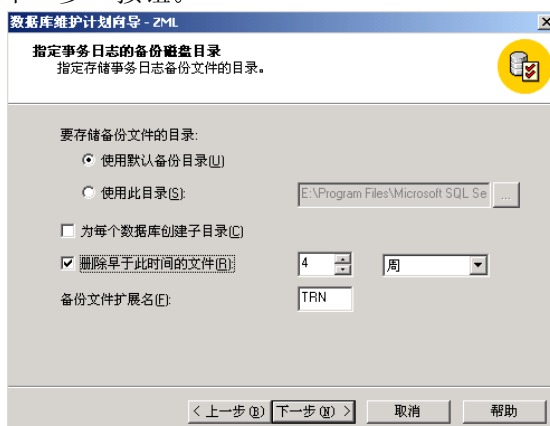 下一步”按钮。
数据库维护计划向导 - ZML
指定事务日志的备份磁盘目录
指定存储事务日志备份文件的目录。
要存储备份文件的目录:
使用默认备份目录(U)
使用此目录(S): E:\Program Files\Microsoft SQL Se ...
为每个数据库创建子目录(C)
删除早于此时间的文件(R): 4 周
备份文件扩展名(F): TRN
< 上一步(B) 下一步(N) > 取消 帮助